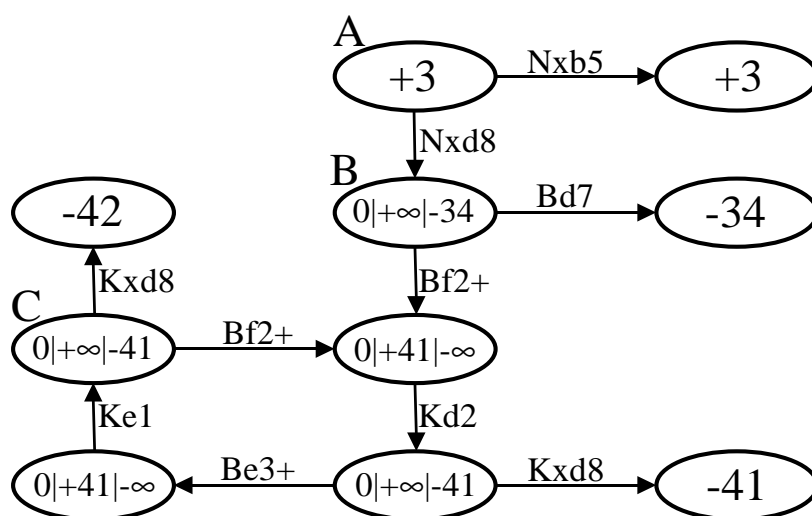 A
+3
Nxb5
+3
Nxd8
B
-42
0|+∞|-34
Bd7
-34
Kxd8
Bf2+
C
0|+∞|-41
Bf2+
0|+41|-∞
Ke1
Kd2
0|+41|-∞
Be3+
0|+∞|-41
Kxd8
-41